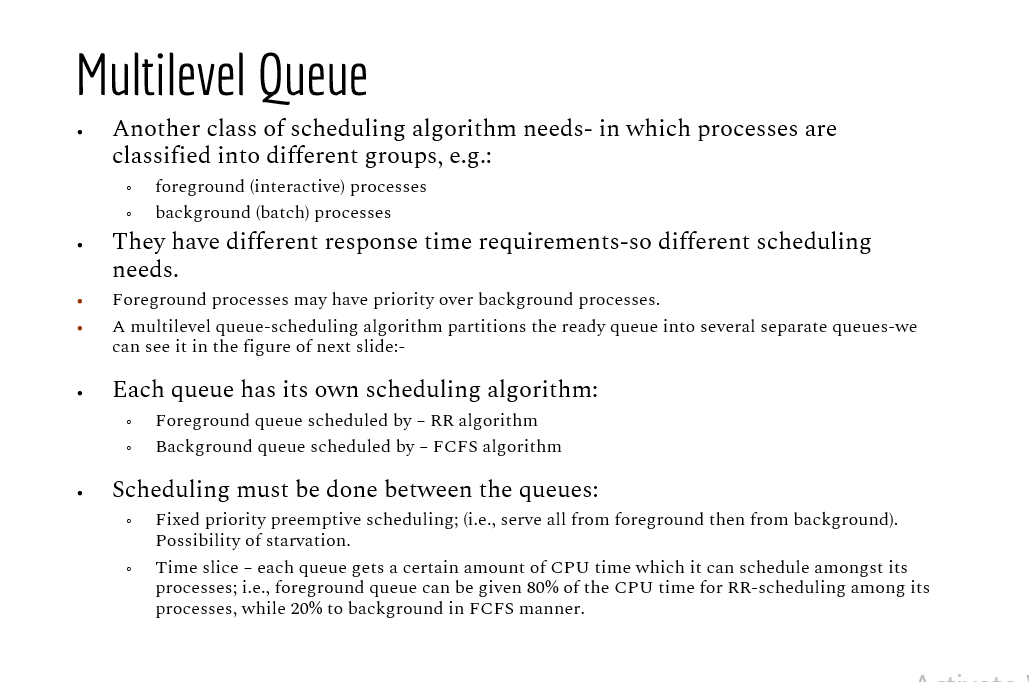 Multilevel Queue
• Another class of scheduling algorithm needs- in which processes are
classified into different groups, e.g.:
◦ foreground (interactive) processes
◦ background (batch) processes
• They have different response time requirements-so different scheduling
needs.
• Foreground processes may have priority over background processes.
• A multilevel queue-scheduling algorithm partitions the ready queue into several separate queues-we
can see it in the figure of next slide:-
• Each queue has its own scheduling algorithm:
◦ Foreground queue scheduled by – RR algorithm
◦ Background queue scheduled by – FCFS algorithm
• Scheduling must be done between the queues:
◦ Fixed priority preemptive scheduling; (i.e., serve all from foreground then from background).
Possibility of starvation.
◦ Time slice – each queue gets a certain amount of CPU time which it can schedule amongst its
processes; i.e., foreground queue can be given 80% of the CPU time for RR-scheduling among its
processes, while 20% to background in FCFS manner.